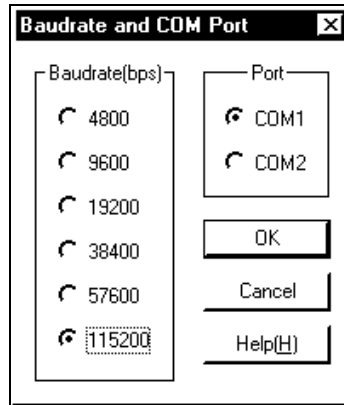 Baudrate and COM Port
Baudrate(bps)
4800
9600
19200
38400
57600
115200
Port
COM1
COM2
OK
Cancel
Help(H)